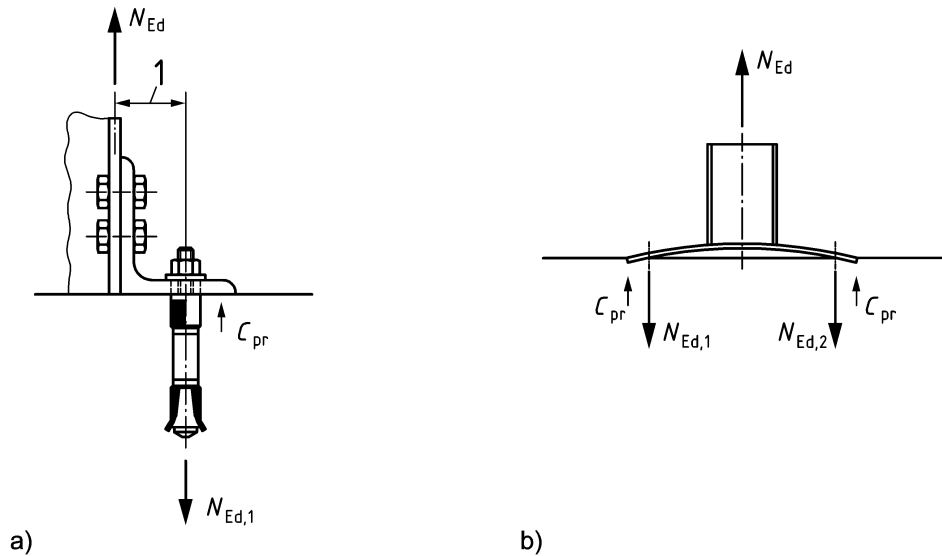 N_Ed
1
C_pr
N_Ed,1
a)
N_Ed
C_pr
C_pr
N_Ed,1
N_Ed,2
b)